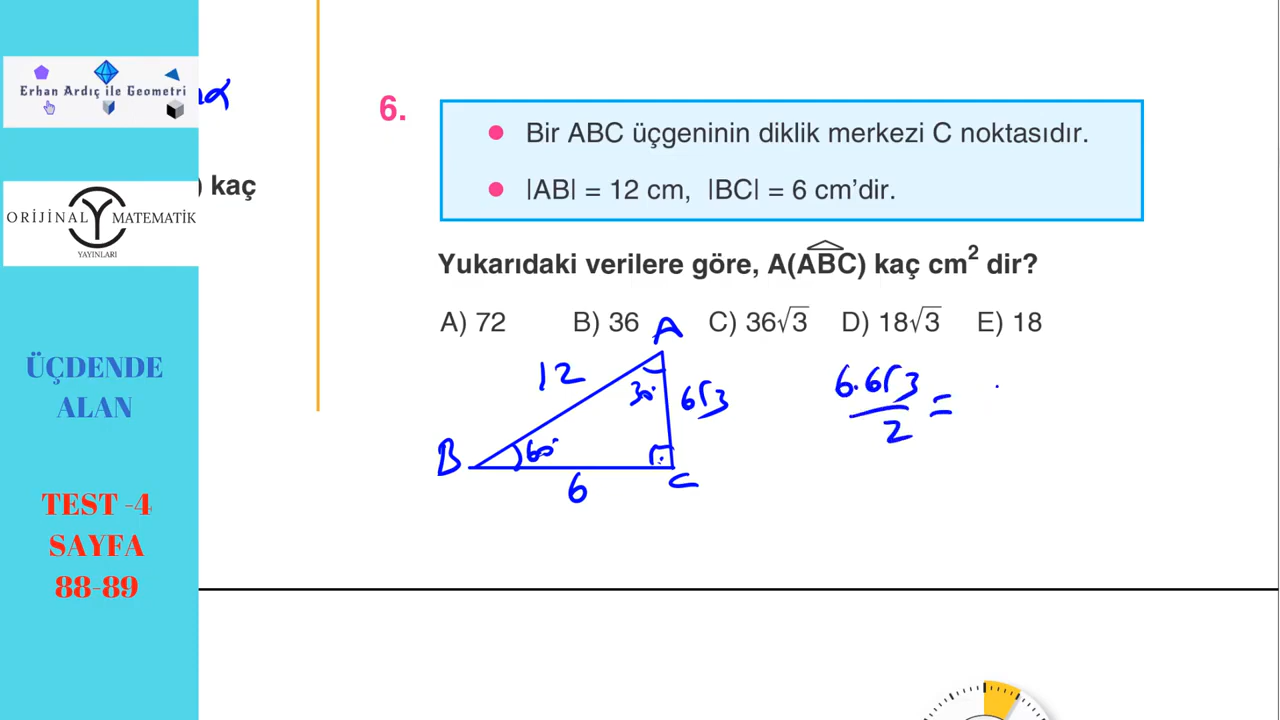 Erhan Ardıç ile Geometri
ORİJİNAL MATEMATİK
YAYINLARI
ÜÇDENDE
ALAN
TEST -4
SAYFA
88-89
α
) kaç
6.
• Bir ABC üçgeninin diklik merkezi C noktasıdır.
• |AB| = 12 cm, |BC| = 6 cm’dir.
Yukarıdaki verilere göre, A(ABC) kaç cm² dir?
A) 72 B) 36 C) 36√3 D) 18√3 E) 18
A
12
30°
6√3
B
60°
6
C
6.6√3
2
=